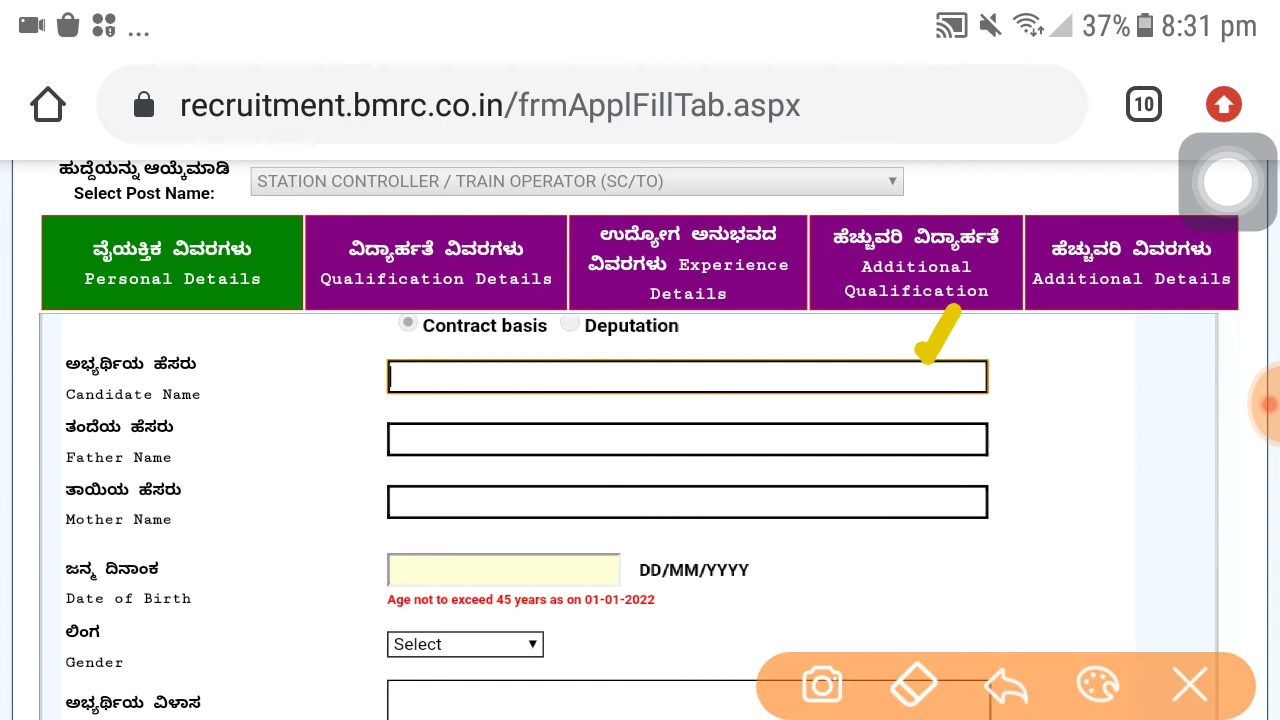 ... 37% 8:31 pm
recruitment.bmrc.co.in/frmApplFillTab.aspx 10
ಹುದ್ದೆಯನ್ನು ಆಯ್ಕೆಮಾಡಿ
Select Post Name: STATION CONTROLLER / TRAIN OPERATOR (SC/TO)
ವೈಯಕ್ತಿಕ ವಿವರಗಳು
Personal Details
ವಿದ್ಯಾರ್ಹತೆ ವಿವರಗಳು
Qualification Details
ಉದ್ಯೋಗ ಅನುಭವದ
ವಿವರಗಳು Experience
Details
ಹೆಚ್ಚುವರಿ ವಿದ್ಯಾರ್ಹತೆ
Additional
Qualification
ಹೆಚ್ಚುವರಿ ವಿವರಗಳು
Additional Details
Contract basis Deputation
ಅಭ್ಯರ್ಥಿಯ ಹೆಸರು
Candidate Name
ತಂದೆಯ ಹೆಸರು
Father Name
ತಾಯಿಯ ಹೆಸರು
Mother Name
ಜನ್ಮ ದಿನಾಂಕ
DD/MM/YYYY
Date of Birth
Age not to exceed 45 years as on 01-01-2022
ಲಿಂಗ
Select
Gender
ಅಭ್ಯರ್ಥಿಯ ವಿಳಾಸ